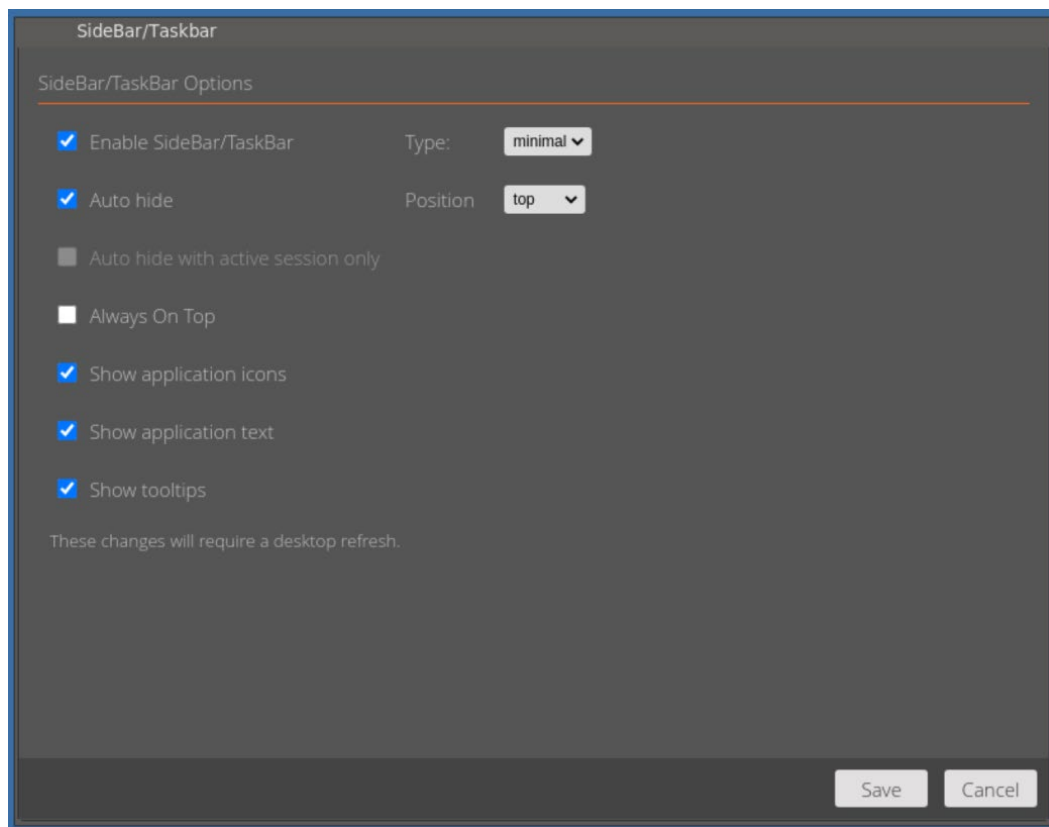 SideBar/Taskbar
SideBar/TaskBar Options
Enable SideBar/TaskBar Type: minimal
Auto hide Position top
Auto hide with active session only
Always On Top
Show application icons
Show application text
Show tooltips
These changes will require a desktop refresh.
Save Cancel